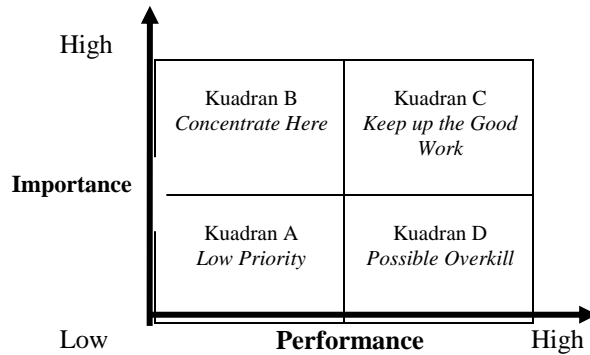 High
Kuadran B
Concentrate Here
Kuadran C
Keep up the Good
Work
Importance
Kuadran A
Low Priority
Kuadran D
Possible Overkill
Low
Performance
High